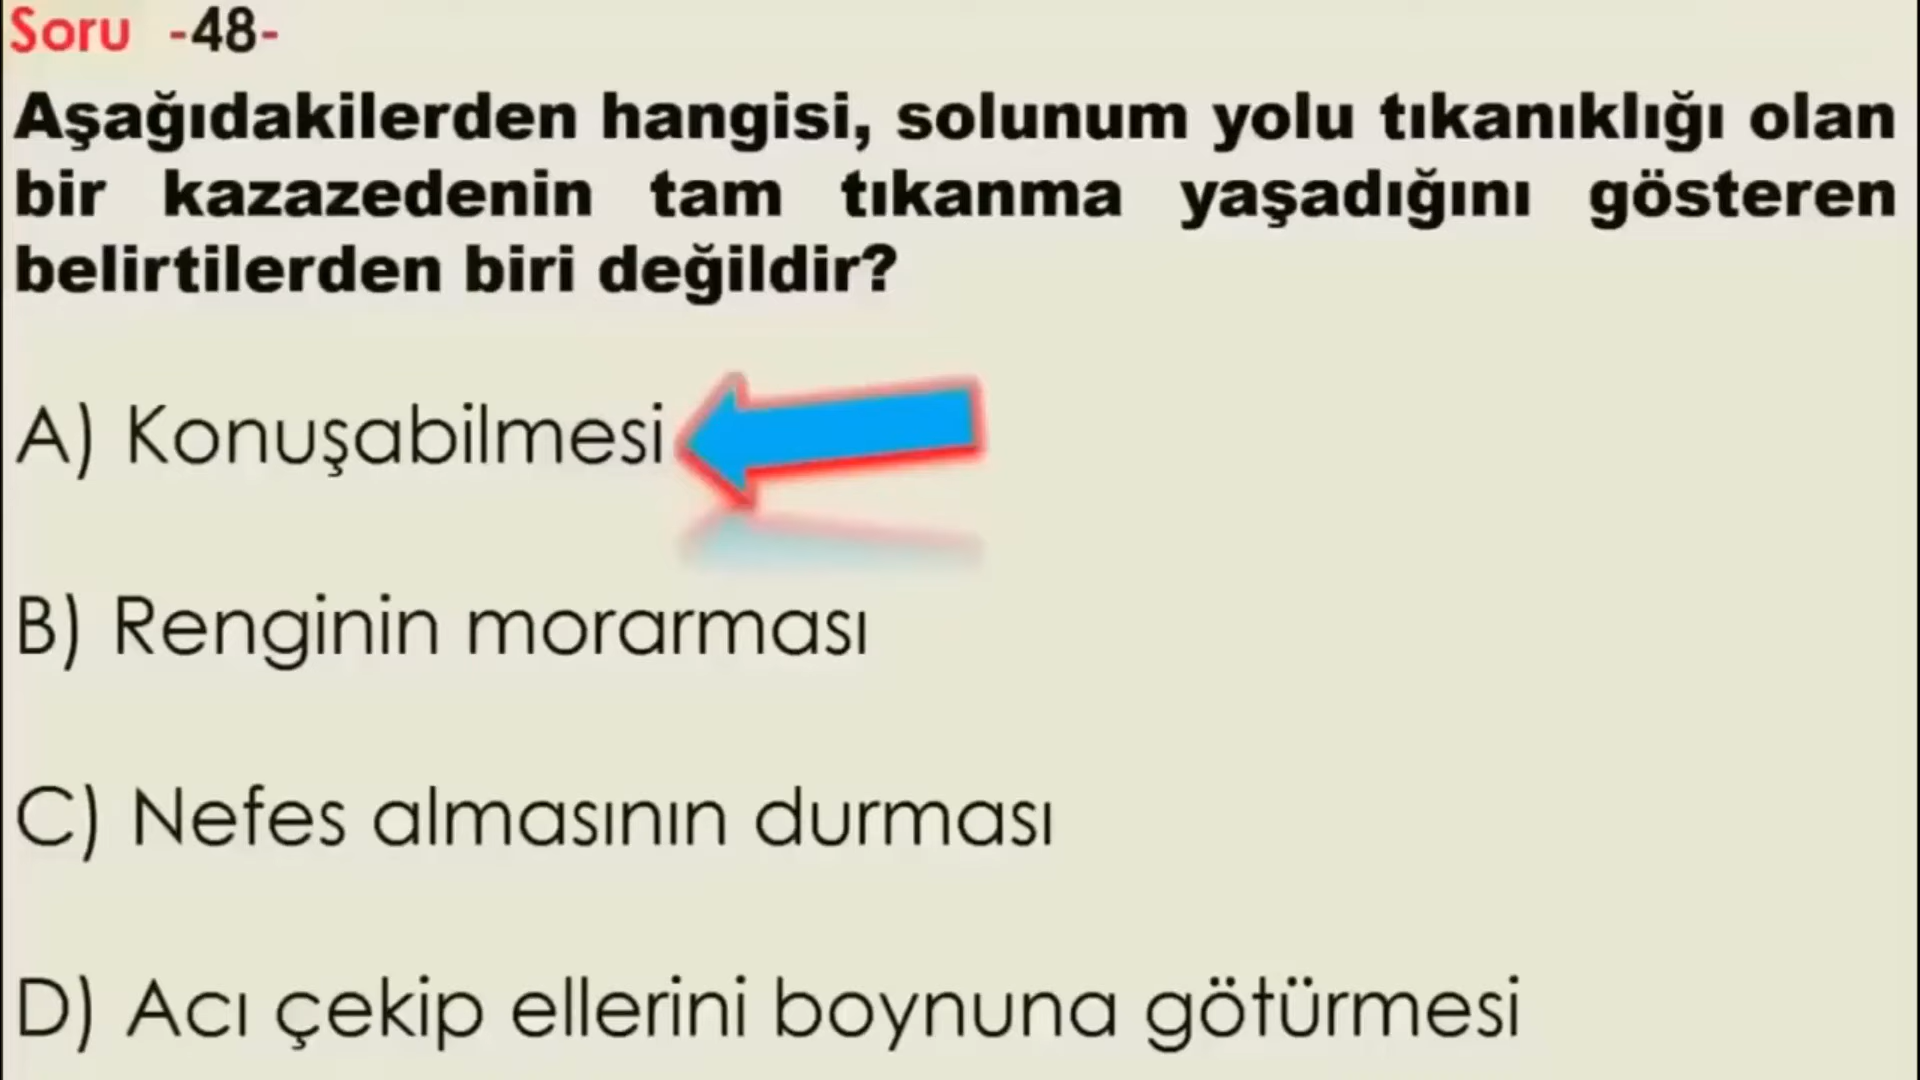 Soru -48-
Aşağıdakilerden hangisi, solunum yolu tıkanıklığı olan
bir kazazedenin tam tıkanma yaşadığını gösteren
belirtilerden biri değildir?
A) Konuşabilmesi
B) Renginin morarması
C) Nefes almasının durması
D) Acı çekip ellerini boynuna götürmesi